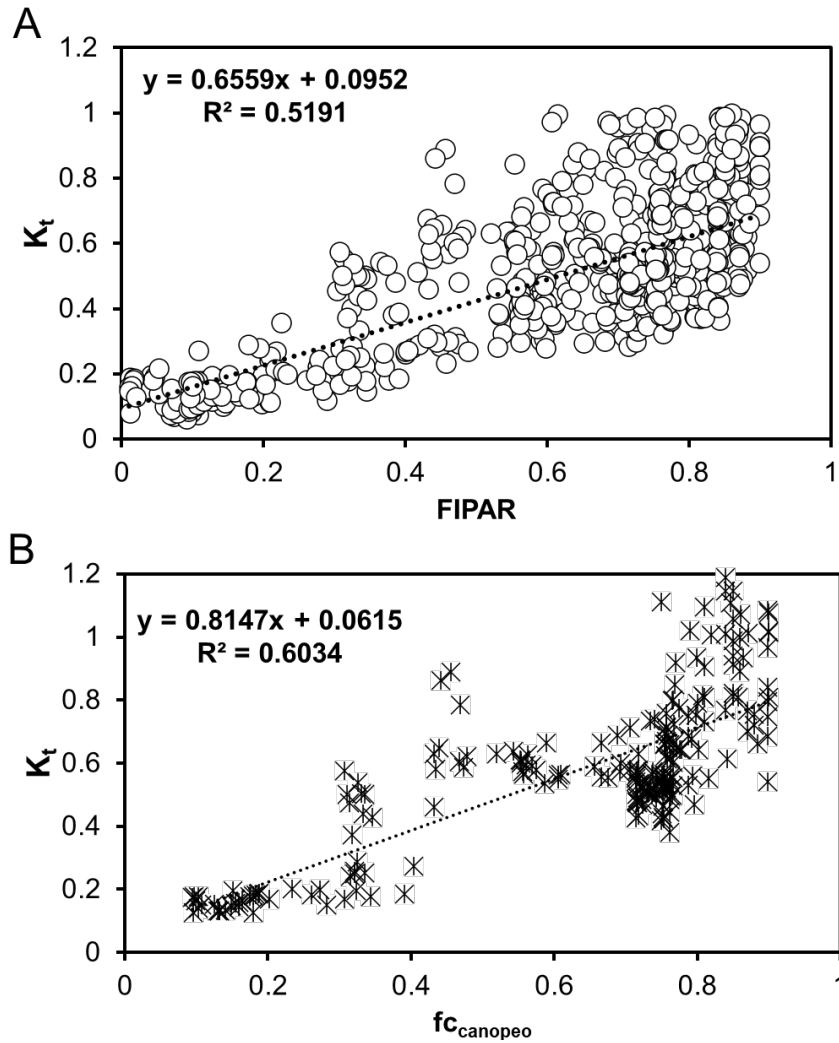 A
1.2
y = 0.6559x + 0.0952
R² = 0.5191
1
0.8
Kt
0.6
0.4
0.2
0
0 0.2 0.4 0.6 0.8 1
FIPAR
B
1.2
y = 0.8147x + 0.0615
R² = 0.6034
1
0.8
Kt
0.6
0.4
0.2
0
0 0.2 0.4 0.6 0.8 1
fccanopeo